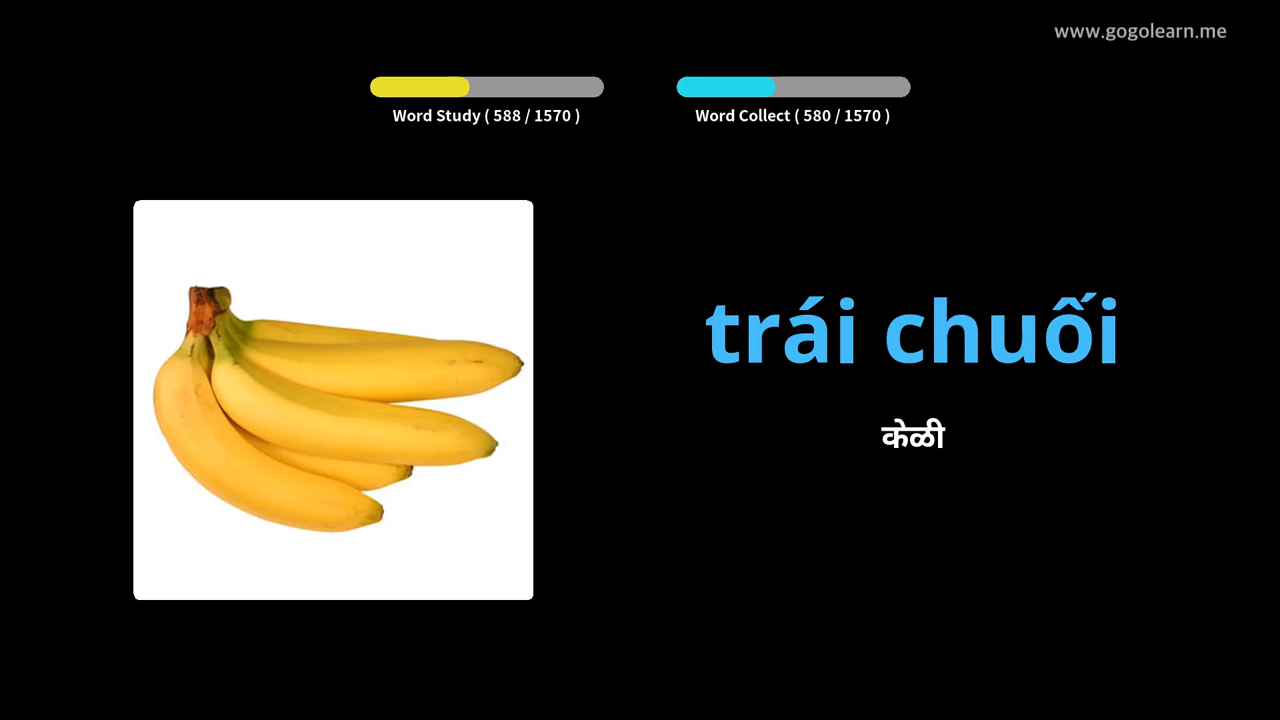 www.gogolearn.me
Word Study ( 588 / 1570 )
Word Collect ( 580 / 1570 )
trái chuối
केळी